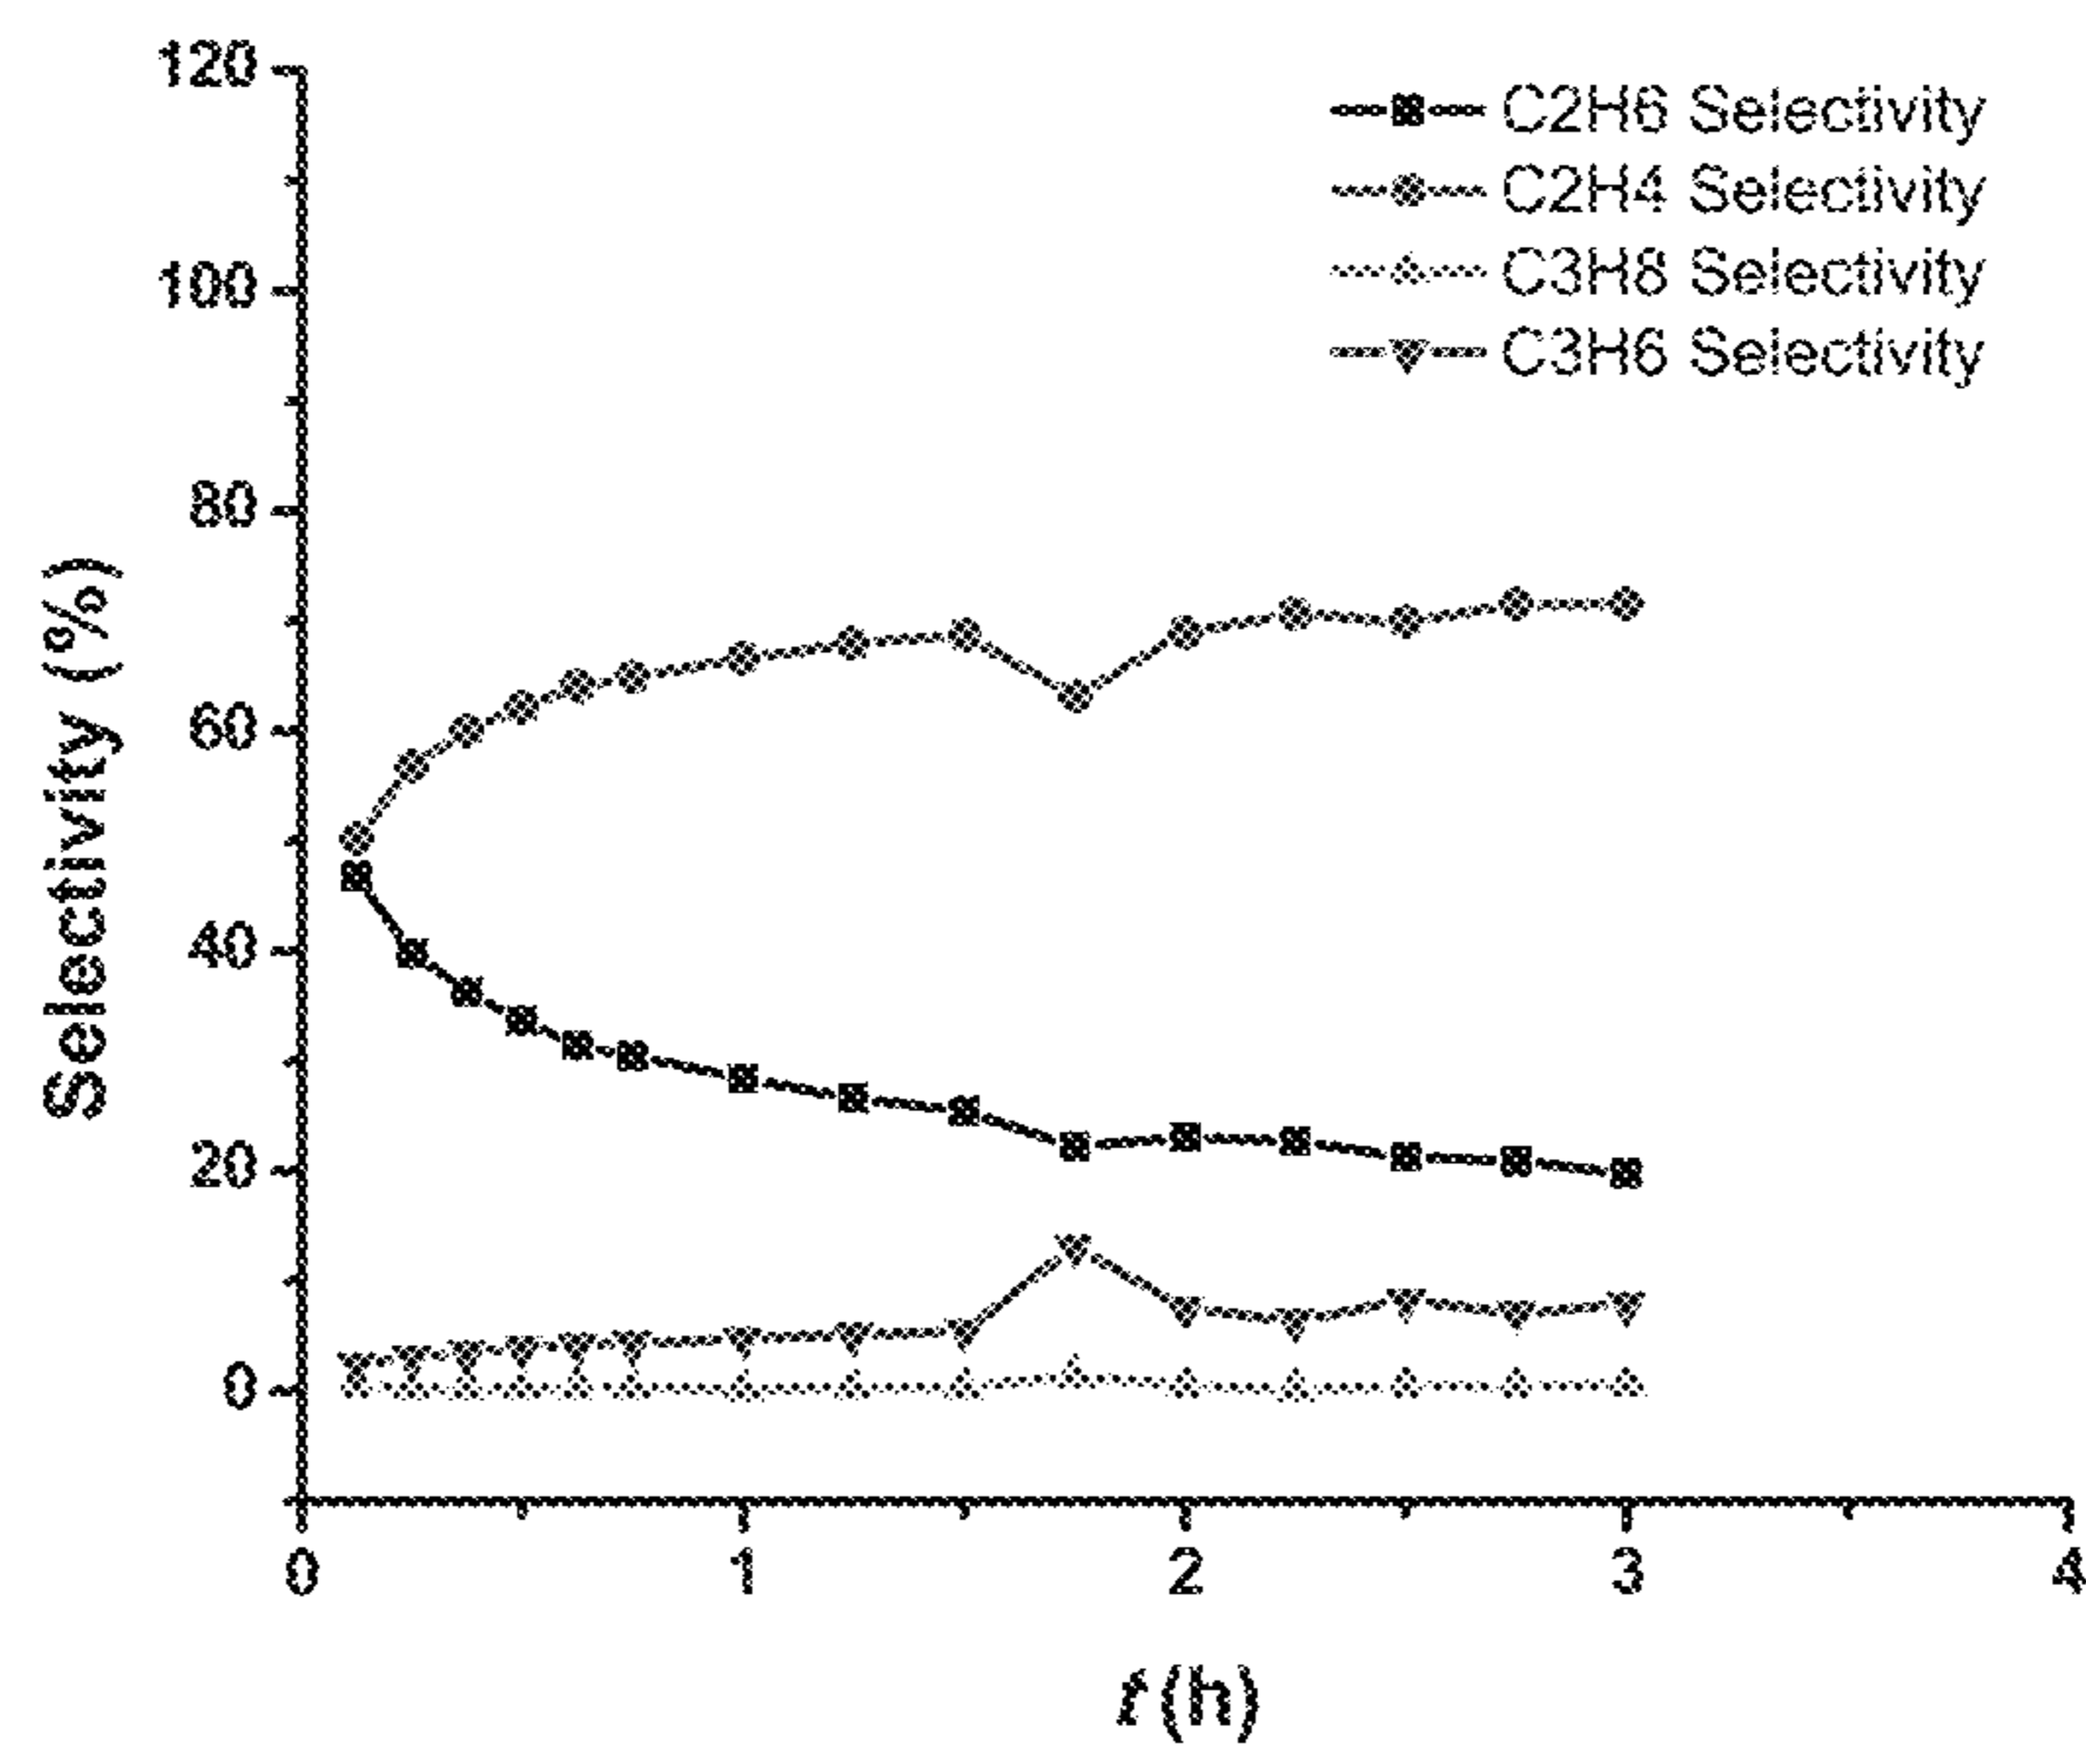 120
100
80
60
40
20
0
Selectivity (%)
C2H6 Selectivity
C2H4 Selectivity
C3H8 Selectivity
C3H6 Selectivity
0 1 2 3 4
t (h)